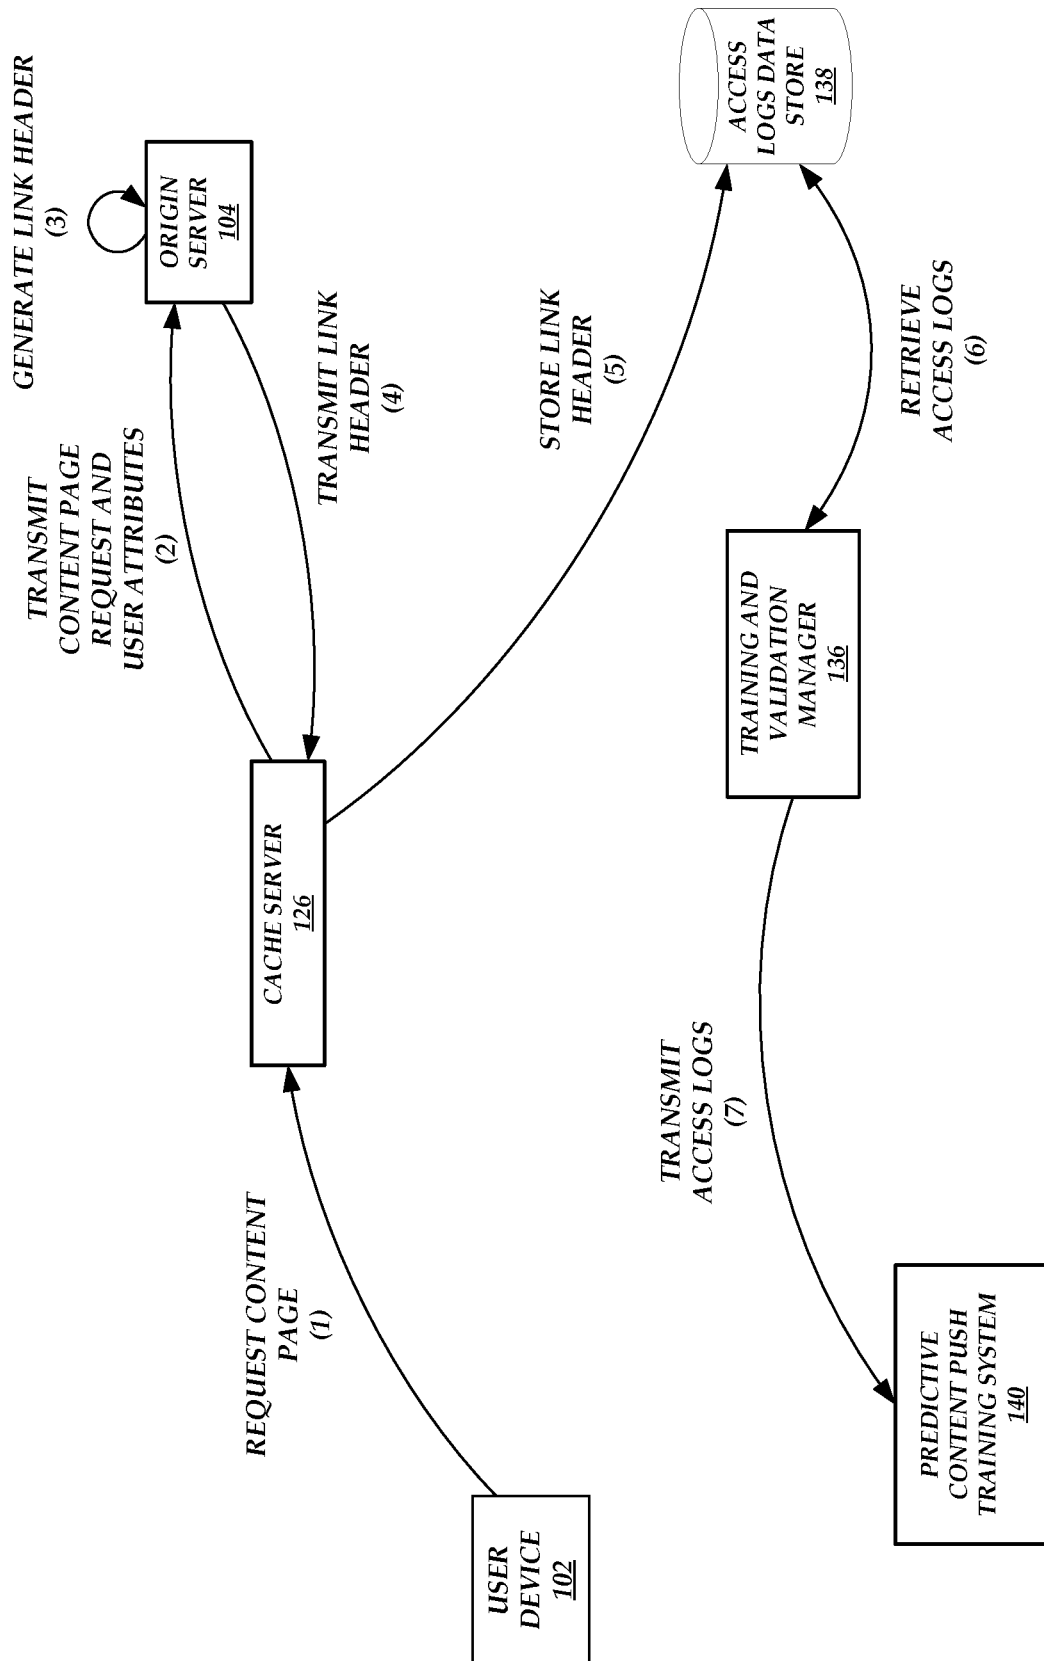 GENERATE LINK HEADER
(3)
ORIGIN
SERVER
104
TRANSMIT
CONTENT PAGE
REQUEST AND
USER ATTRIBUTES
(2)
TRANSMIT LINK
HEADER
(4)
CACHE SERVER
126
REQUEST CONTENT
PAGE
(1)
USER
DEVICE
102
STORE LINK
HEADER
(5)
ACCESS
LOGS DATA
STORE
138
RETRIEVE
ACCESS LOGS
(6)
TRAINING AND
VALIDATION
MANAGER
136
TRANSMIT
ACCESS LOGS
(7)
PREDICTIVE
CONTENT PUSH
TRAINING SYSTEM
140